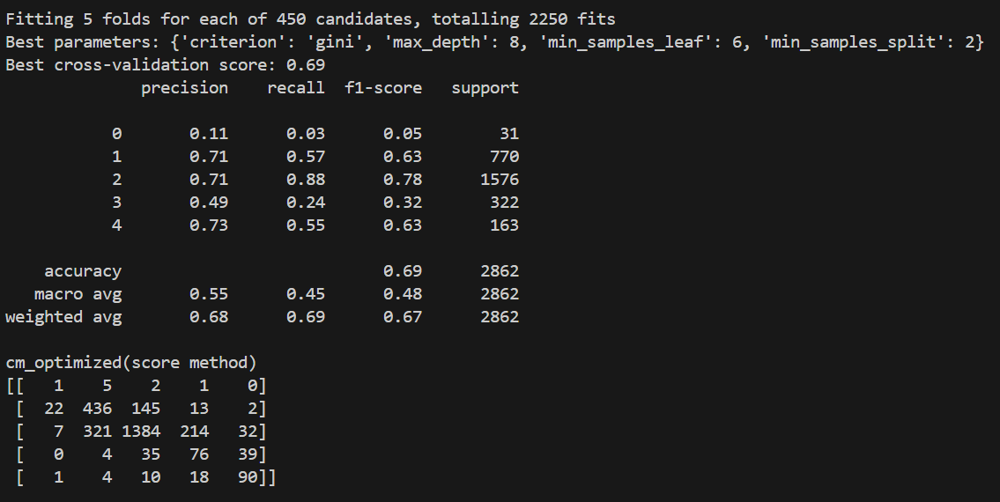 Fitting 5 folds for each of 450 candidates, totalling 2250 fits
Best parameters: {'criterion': 'gini', 'max_depth': 8, 'min_samples_leaf': 6, 'min_samples_split': 2}
Best cross-validation score: 0.69
precision recall f1-score support
0 0.11 0.03 0.05 31
1 0.71 0.57 0.63 770
2 0.71 0.88 0.78 1576
3 0.49 0.24 0.32 322
4 0.73 0.55 0.63 163
accuracy 0.69 2862
macro avg 0.55 0.45 0.48 2862
weighted avg 0.68 0.69 0.67 2862
cm_optimized(score method)
[[ 1 5 2 1 0]
[ 22 436 145 13 2]
[ 7 321 1384 214 32]
[ 0 4 35 76 39]
[ 1 4 10 18 90]]